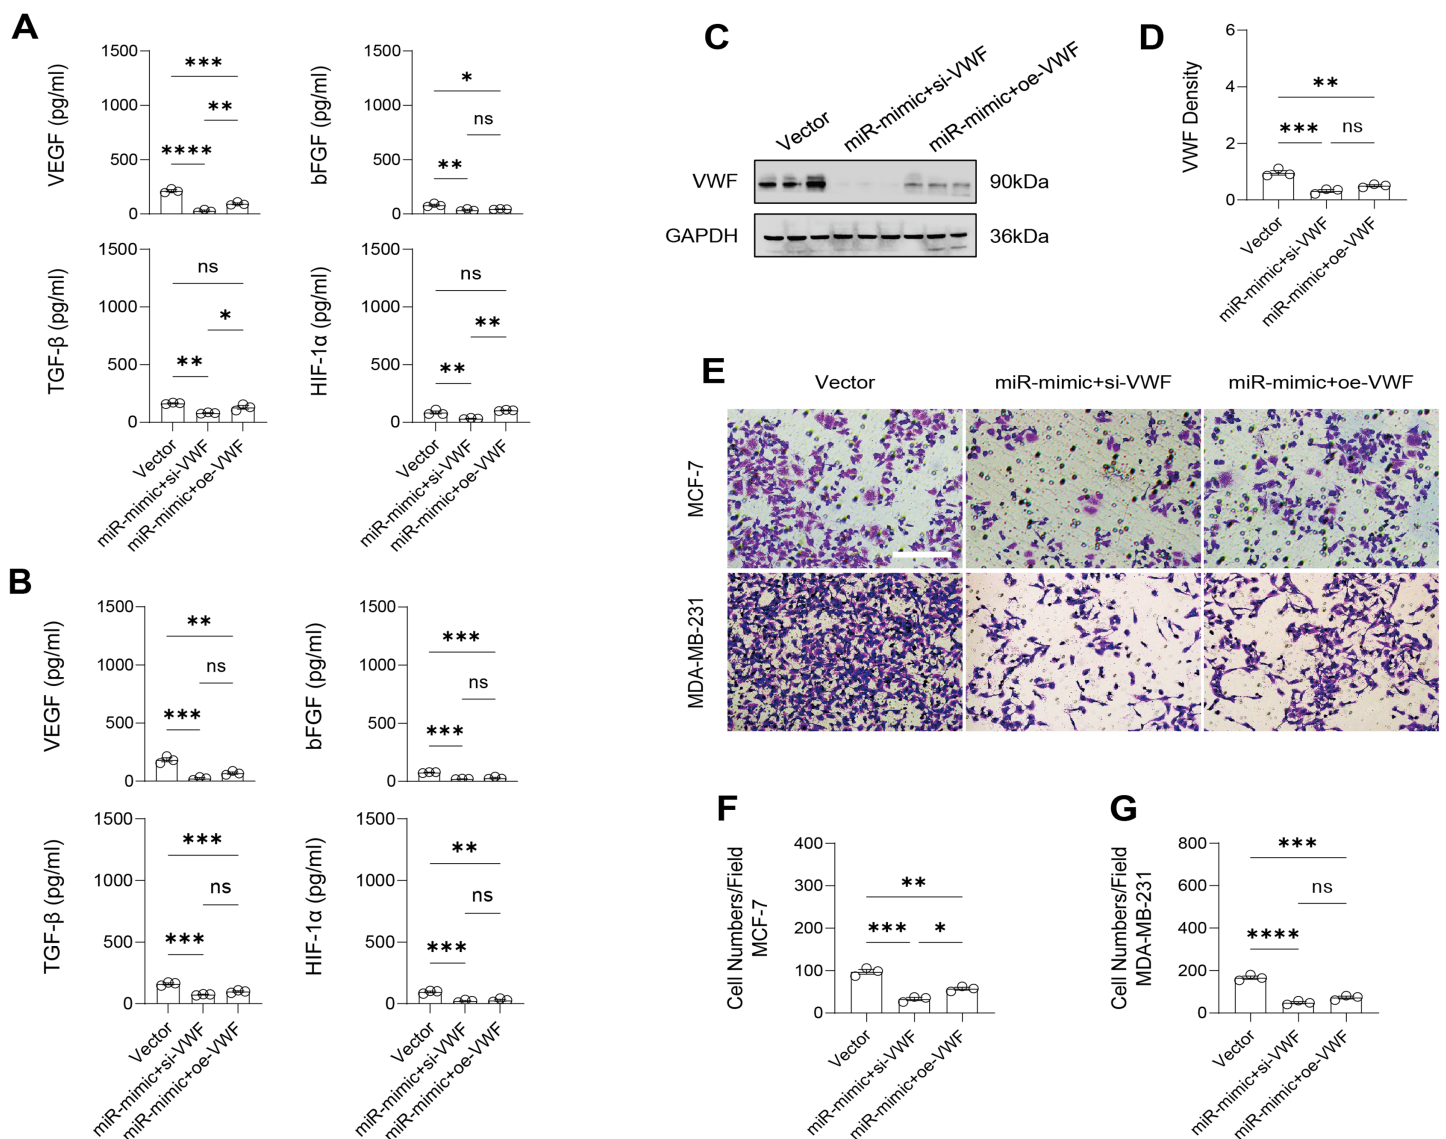 A
VEGF (pg/ml)
1500
1000
500
0
***
**
****
bFGF (pg/ml)
1500
1000
500
0
*
ns
**
TGF-β (pg/ml)
1500
1000
500
0
ns
*
**
Vector
miR-mimic+si-VWF
miR-mimic+oe-VWF
HIF-1α (pg/ml)
1500
1000
500
0
ns
**
**
Vector
miR-mimic+si-VWF
miR-mimic+oe-VWF
B
VEGF (pg/ml)
1500
1000
500
0
**
ns
***
bFGF (pg/ml)
1500
1000
500
0
***
ns
***
TGF-β (pg/ml)
1500
1000
500
0
***
ns
***
Vector
miR-mimic+si-VWF
miR-mimic+oe-VWF
HIF-1α (pg/ml)
1500
1000
500
0
**
ns
***
Vector
miR-mimic+si-VWF
miR-mimic+oe-VWF
C
Vector
miR-mimic+si-VWF
miR-mimic+oe-VWF
VWF
90kDa
GAPDH
36kDa
D
VWF Density
6
4
2
0
**
***
ns
Vector
miR-mimic+si-VWF
miR-mimic+oe-VWF
E
Vector
miR-mimic+si-VWF
miR-mimic+oe-VWF
MCF-7
MDA-MB-231
F
Cell Numbers/Field
MCF-7
400
300
200
100
0
**
***
*
Vector
miR-mimic+si-VWF
miR-mimic+oe-VWF
G
Cell Numbers/Field
MDA-MB-231
800
600
400
200
0
***
ns
****
Vector
miR-mimic+si-VWF
miR-mimic+oe-VWF